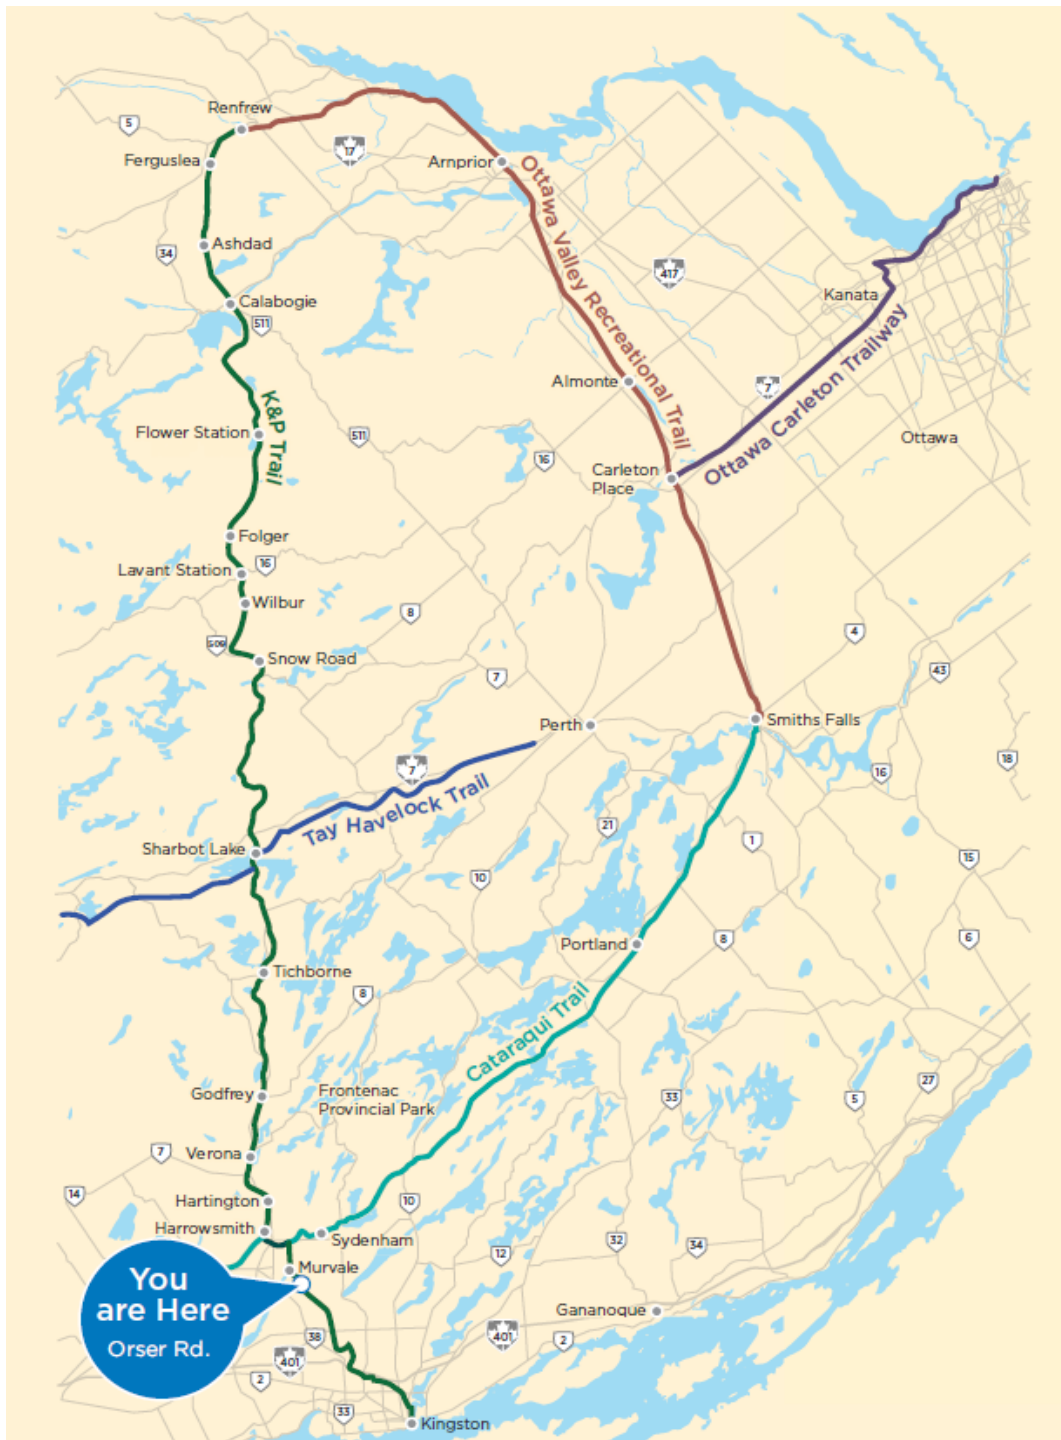 Renfrew
5
17
Ferguslea
Arnprior
Ottawa Valley Recreational Trail
34
Ashdad
417
Calabogie
Kanata
511
Almonte
7
K&P Trail
Ottawa Carleton Trailway
Flower Station
511
Ottawa
16
Carleton
Place
Folger
16
Lavant Station
Wilbur
8
4
509
Snow Road
43
7
Smiths Falls
Perth
18
7
16
Tay Havelock Trail
21
1
Sharbot Lake
15
10
Portland
8
6
Tichborne
8
Cataraqui Trail
27
Godfrey
Frontenac
Provincial Park
33
5
7
Verona
14
Hartington
10
Harrowsmith
Sydenham
32
34
12
Murvale
You
are Here
Orser Rd.
Gananoque
38
401
2
401
2
33
Kingston